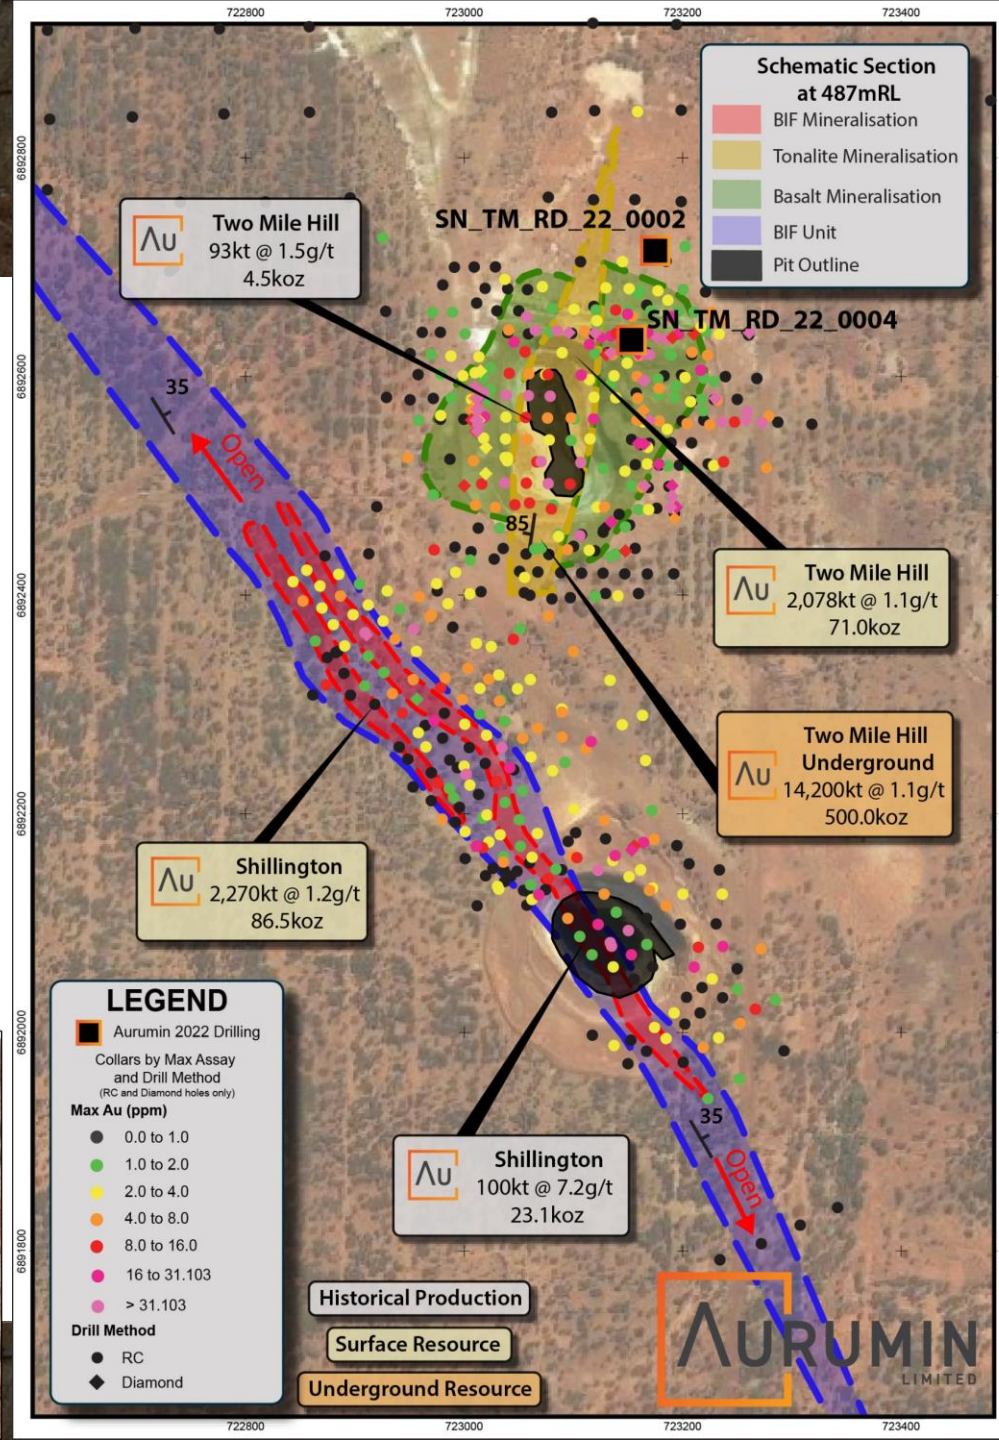 722800
723000
723200
723400
6892800
6892600
6892400
6892200
6892000
6891800
Schematic Section
at 487mRL
BIF Mineralisation
Tonalite Mineralisation
Basalt Mineralisation
BIF Unit
Pit Outline
Au
Two Mile Hill
93kt @ 1.5g/t
4.5koz
SN_TM_RD_22_0002
SN_TM_RD_22_0004
35
Open
85
Au
Two Mile Hill
2,078kt @ 1.1g/t
71.0koz
Au
Two Mile Hill
Underground
14,200kt @ 1.1g/t
500.0koz
Au
Shillington
2,270kt @ 1.2g/t
86.5koz
Au
Shillington
100kt @ 7.2g/t
23.1koz
35
Open
LEGEND
Aurumin 2022 Drilling
Collars by Max Assay
and Drill Method
(RC and Diamond holes only)
Max Au (ppm)
0.0 to 1.0
1.0 to 2.0
2.0 to 4.0
4.0 to 8.0
8.0 to 16.0
16 to 31.103
> 31.103
Drill Method
RC
Diamond
Historical Production
Surface Resource
Underground Resource
AURUMIN
LIMITED
722800
723000
723200
723400